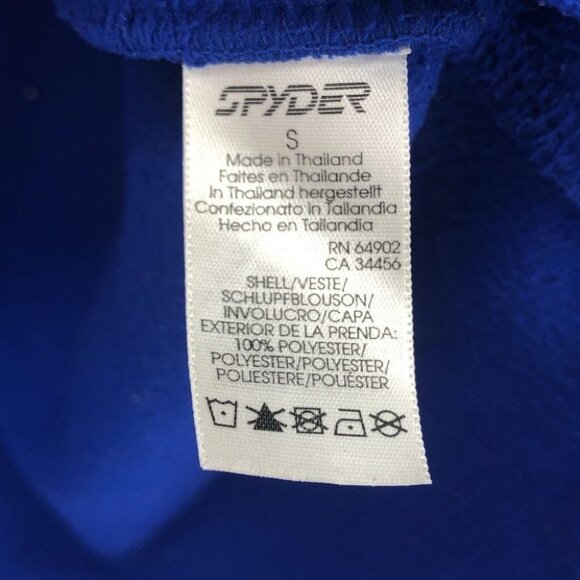 SPYDER
S
Made in Thailand
Faites en Thailande
In Thailand hergestellt
Confezionato in Tailandia
Hecho en Tailandia
RN 64902
CA 34456
SHELL/VESTE/
SCHLUPFBLOUSON/
INVOLUCRO/CAPA
EXTERIOR DE LA PRENDA:
100% POLYESTER/
POLYESTER/POLYESTER/
POLIESTERE/POLIÉSTER